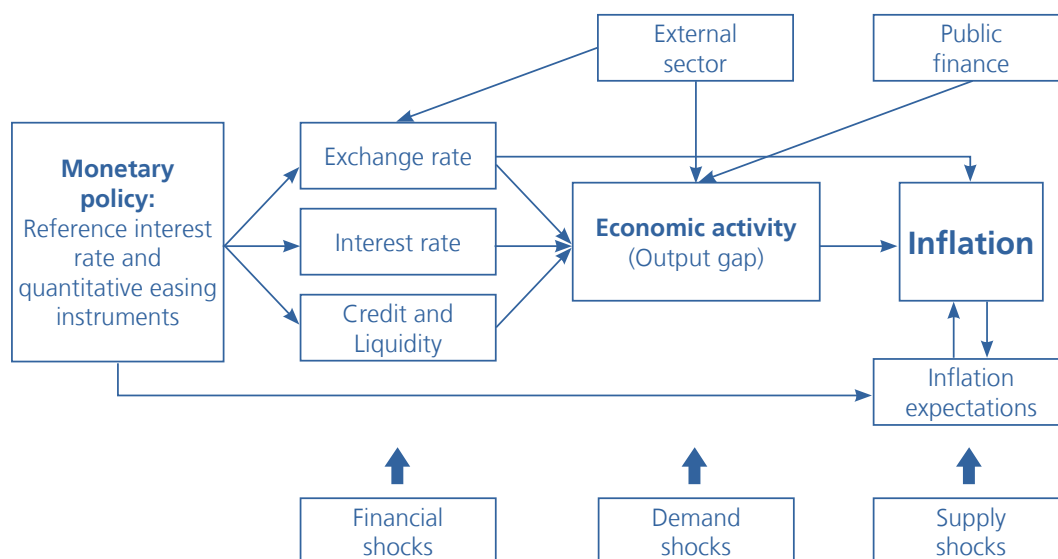 External
sector
Public
finance
Monetary
policy:
Reference interest
rate and
quantitative easing
instruments
Exchange rate
Interest rate
Credit and
Liquidity
Economic activity
(Output gap)
Inflation
Inflation
expectations
Financial
shocks
Demand
shocks
Supply
shocks